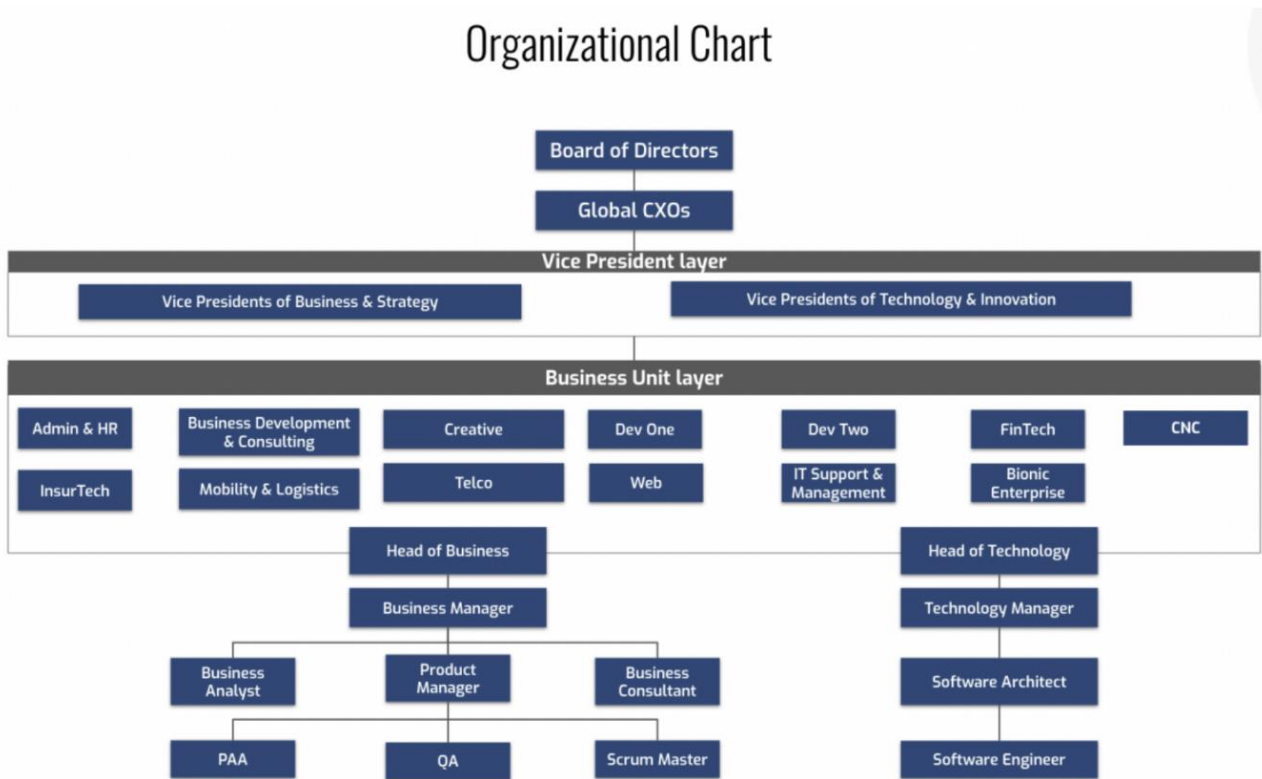 Organizational Chart
Board of Directors
Global CXOs
Vice President layer
Vice Presidents of Business & Strategy
Vice Presidents of Technology & Innovation
Business Unit layer
Admin & HR
Business Development
& Consulting
Creative
Dev One
Dev Two
FinTech
CNC
InsurTech
Mobility & Logistics
Telco
Web
IT Support &
Management
Bionic
Enterprise
Head of Business
Head of Technology
Business Manager
Technology Manager
Business
Analyst
Product
Manager
Business
Consultant
Software Architect
PAA
QA
Scrum Master
Software Engineer